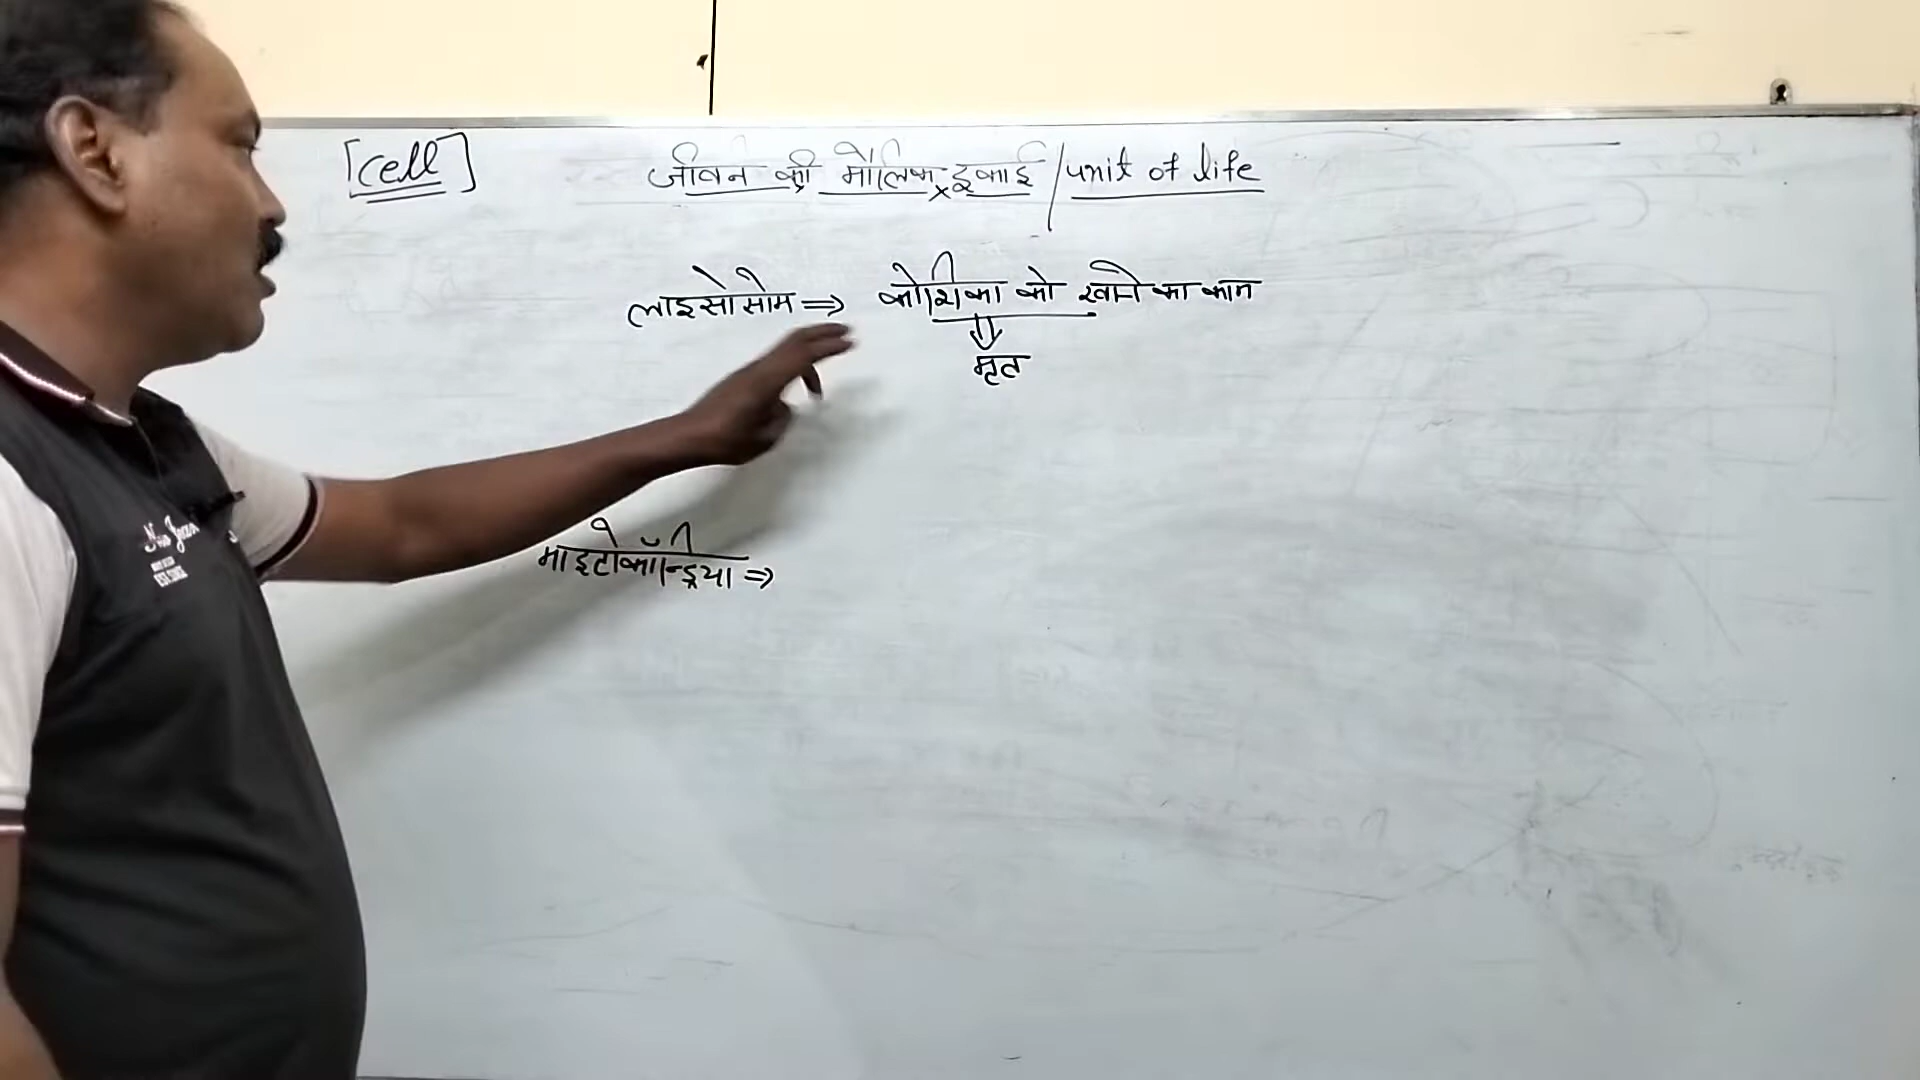 [cell]
जीवन की मौलिक इकाई / unit of life
लाइसोसोम ⇒ कोशिका को खाने का काम
⇓
मृत
माइटोकॉन्ड्रिया ⇒